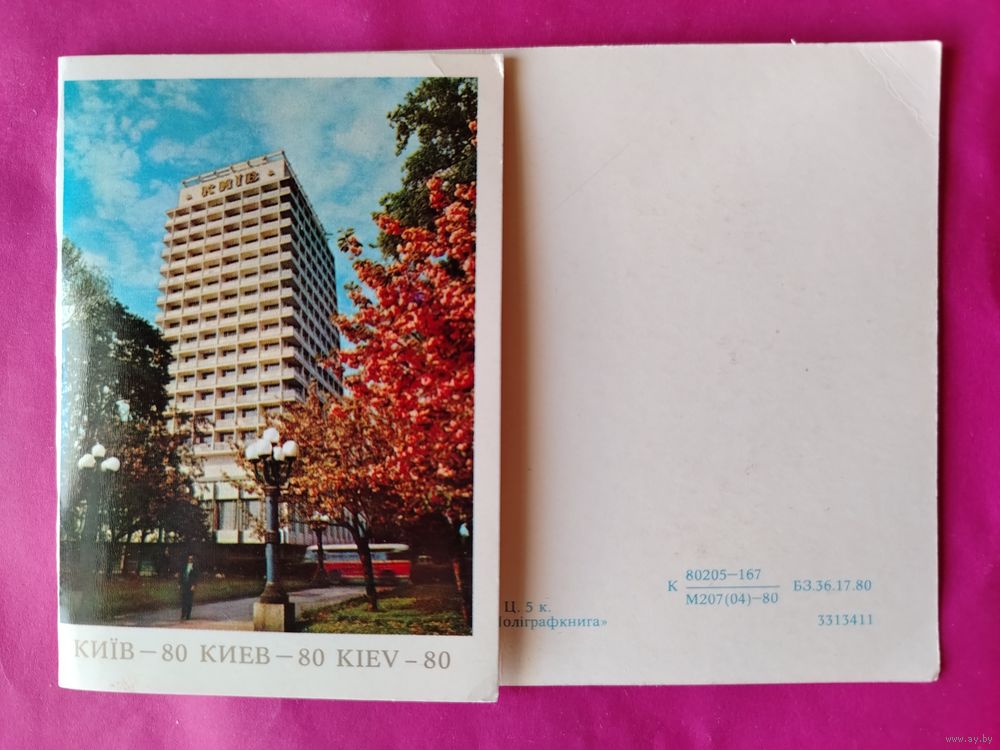 КИЇВ
КИЇВ – 80 КИЕВ – 80 KIEV – 80
К 80205—167
М207(04)—80
БЗ.36.17.80
Ц. 5 к.
3313411
www.ay.by